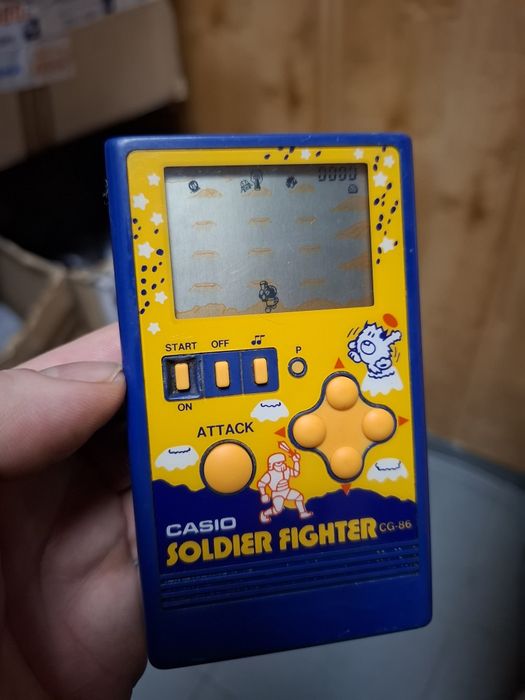 0000
START
OFF
♫
P
ON
ATTACK
CASIO
SOLDIER FIGHTER CG-86